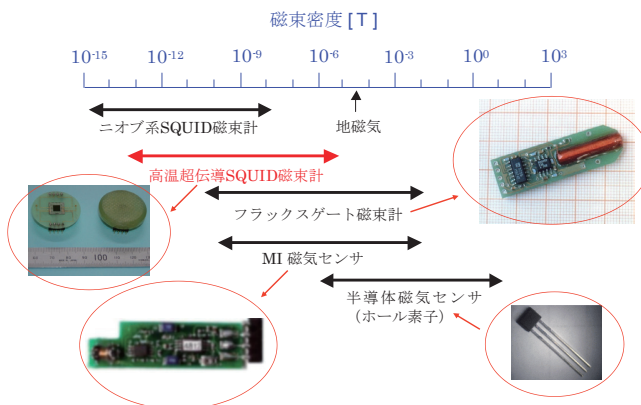 磁束密度[T]
10-15 10-12 10-9 10-6 10-3 100 103
ニオブ系SQUID磁束計
地磁気
高温超伝導SQUID磁束計
フラックスゲート磁束計
MI 磁気センサ
半導体磁気センサ
（ホール素子）
100